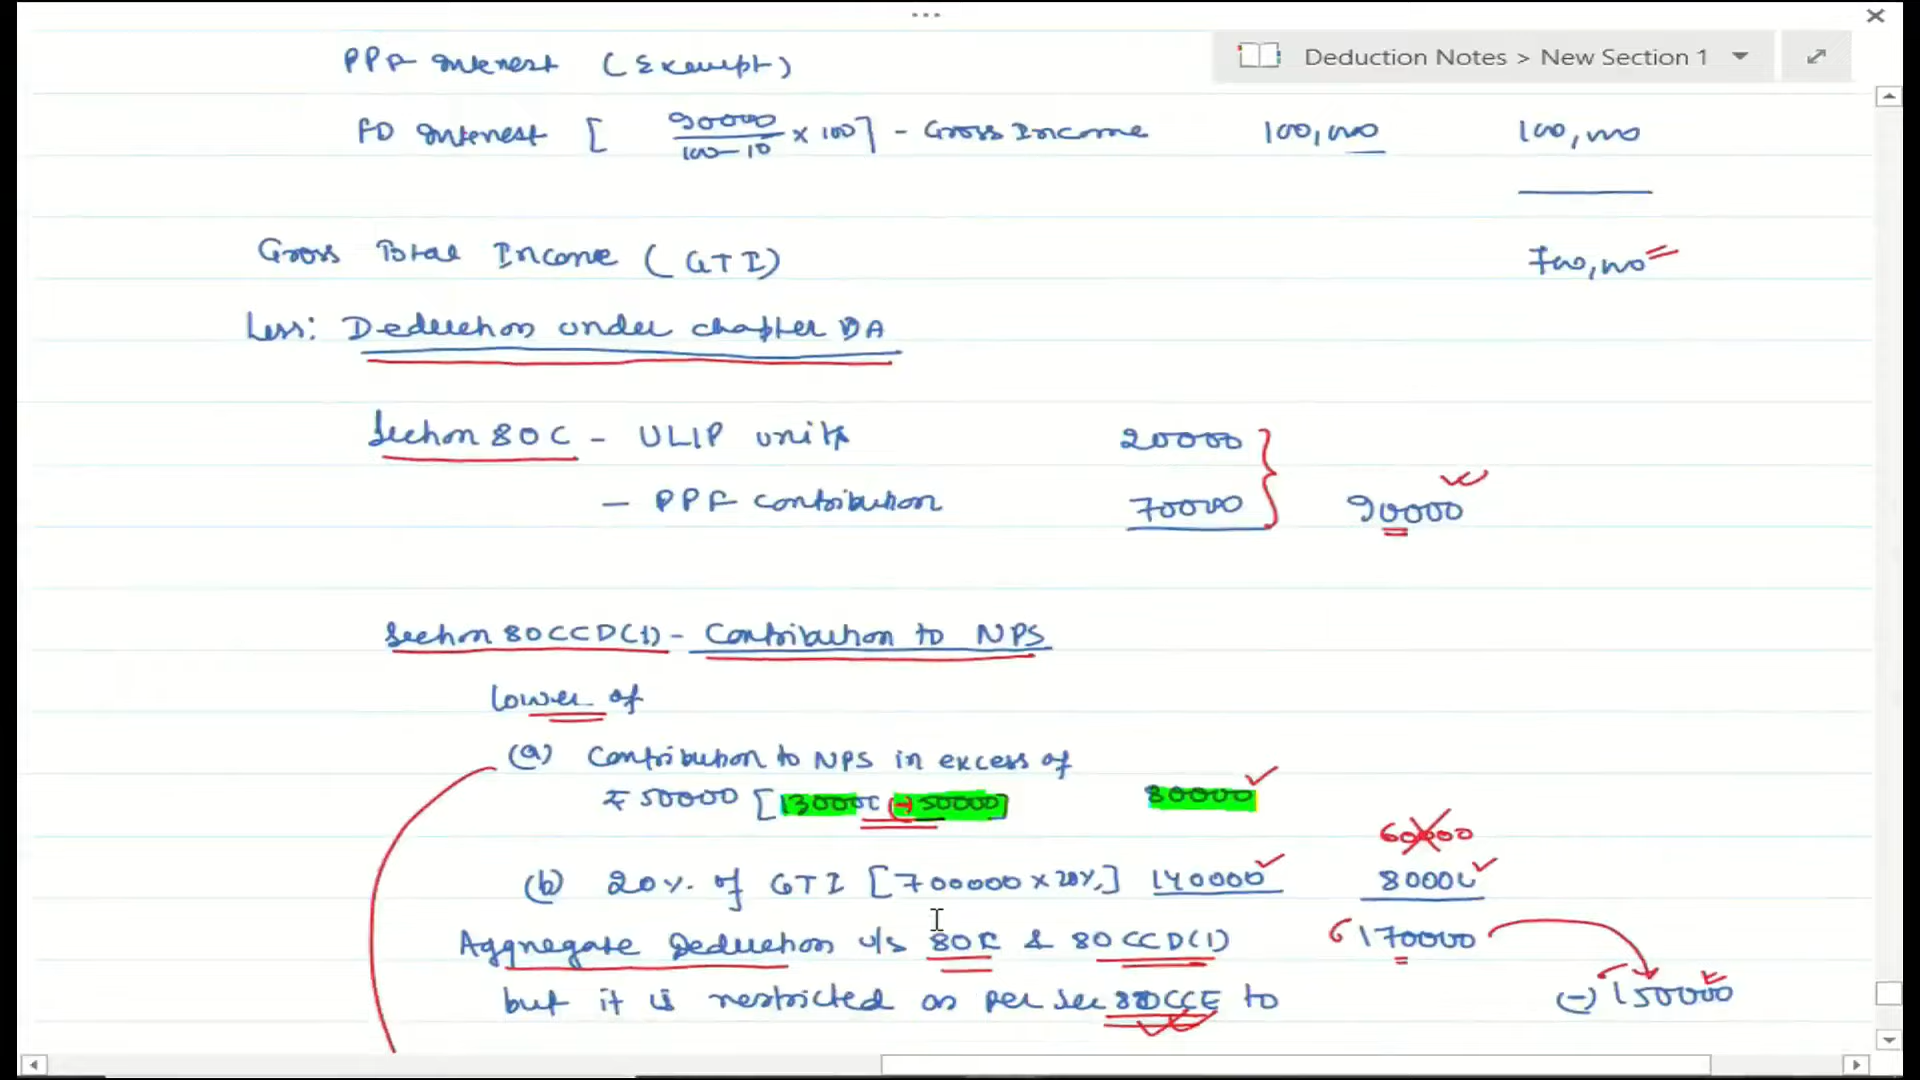 PPF Interest (Exempt)
Deduction Notes > New Section 1
FD Interest [ 90000/100-10 × 100 ] - Gross Income 100,000 100,000
Gross Total Income (GTI) 700,000 =
Less: Deduction under chapter VIA
Section 80C - ULIP units 20000
- PPF contribution 70000 90000
Section 80CCD(1) - Contribution to NPS
lower of
(a) Contribution to NPS in excess of
₹ 50000 [130000 (-) 50000] 80000
60000
(b) 20% of GTI [700000 × 20%] 140000 80000
Aggregate Deduction u/s 80C & 80CCD(1) 170000
but it is restricted as per sec 80CCE to (-) 150000